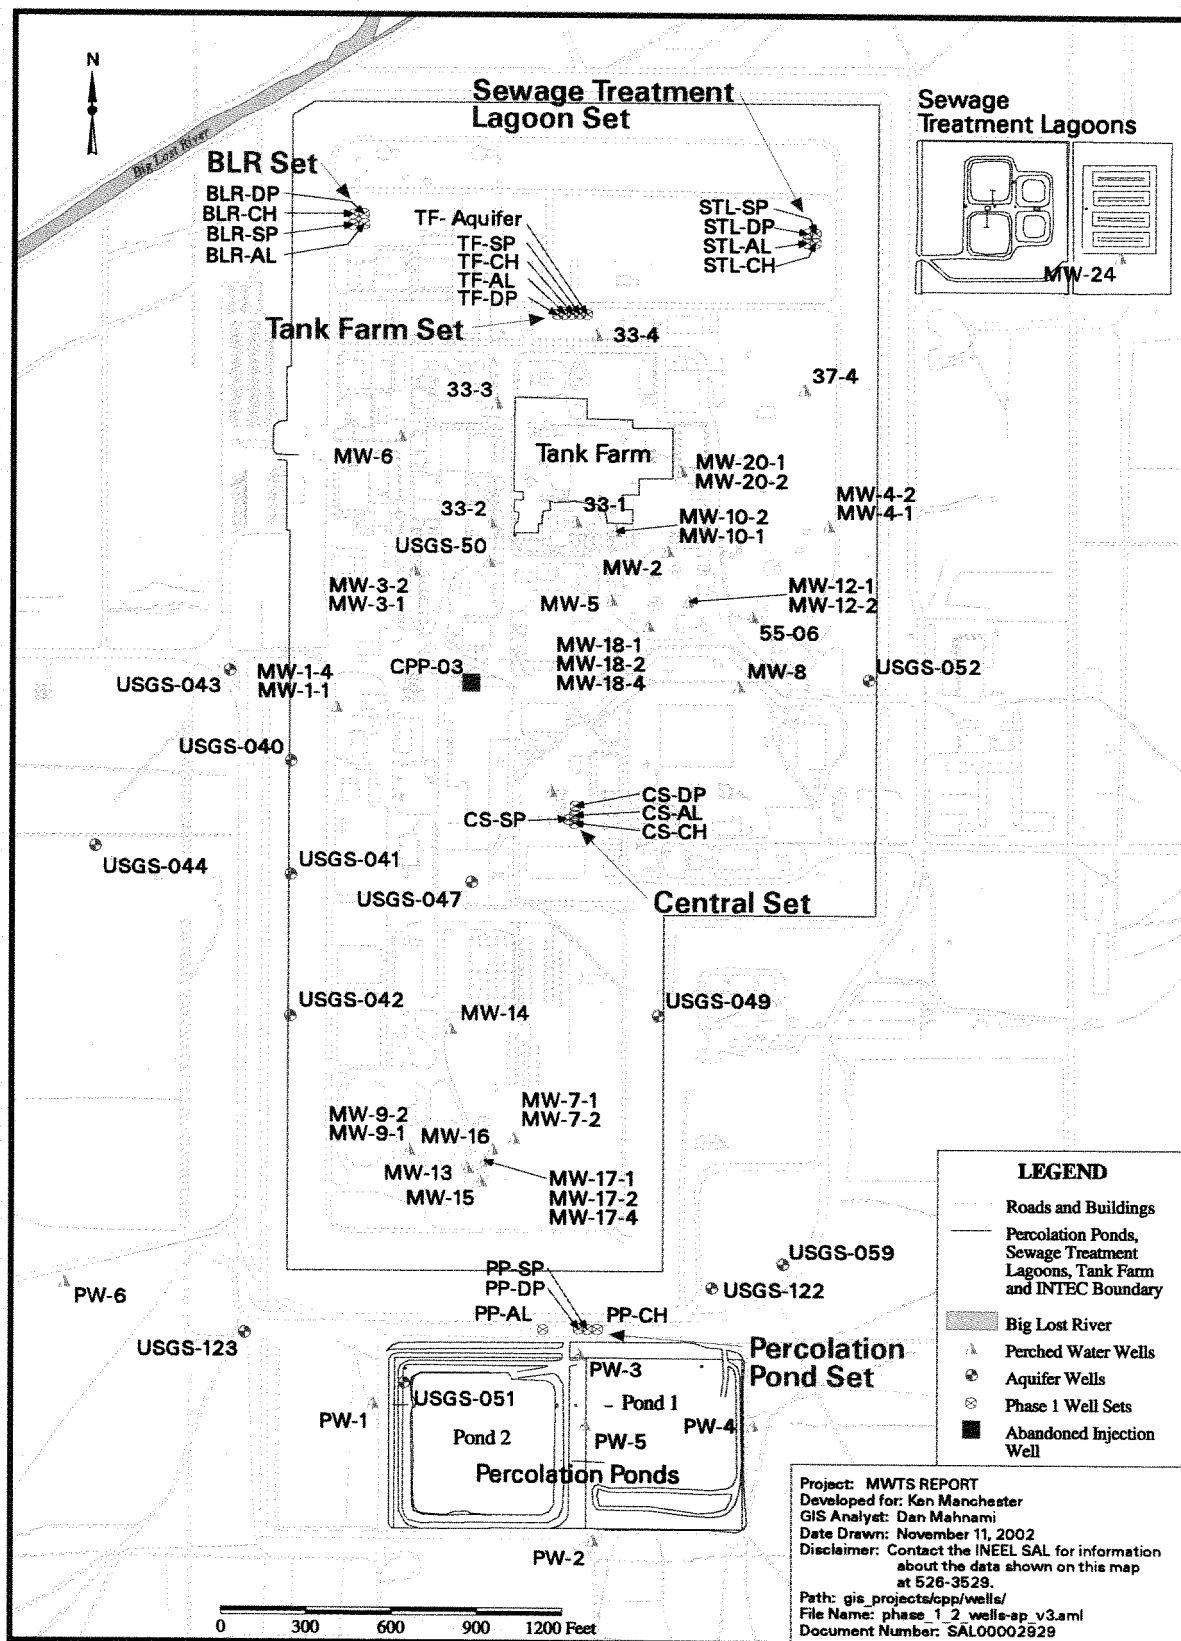 N
Big Lost River
Sewage Treatment
Lagoon Set
Sewage
Treatment Lagoons
BLR Set
BLR-DP
BLR-CH
BLR-SP
BLR-AL
TF- Aquifer
TF-SP
TF-CH
TF-AL
TF-DP
STL-SP
STL-DP
STL-AL
STL-CH
MW-24
Tank Farm Set
33-4
37-4
33-3
MW-6
Tank Farm
MW-20-1
MW-20-2
MW-4-2
MW-4-1
33-2
33-1
MW-10-2
MW-10-1
USGS-50
MW-2
MW-3-2
MW-3-1
MW-5
MW-12-1
MW-12-2
55-06
MW-18-1
MW-18-2
MW-18-4
USGS-043
MW-1-4
MW-1-1
CPP-03
MW-8
USGS-052
USGS-040
CS-DP
CS-AL
CS-CH
CS-SP
USGS-044
USGS-041
USGS-047
Central Set
USGS-042
MW-14
USGS-049
MW-7-1
MW-7-2
MW-9-2
MW-9-1
MW-16
MW-13
MW-15
MW-17-1
MW-17-2
MW-17-4
PP-SP
PP-DP
PP-AL
PP-CH
USGS-059
USGS-122
PW-6
USGS-123
Percolation
Pond Set
PW-3
USGS-051
PW-1
Pond 1
PW-4
Pond 2
PW-5
Percolation Ponds
PW-2
LEGEND
Roads and Buildings
Percolation Ponds,
Sewage Treatment
Lagoons, Tank Farm
and INTEC Boundary
Big Lost River
Perched Water Wells
Aquifer Wells
Phase 1 Well Sets
Abandoned Injection
Well
Project: MWTS REPORT
Developed for: Ken Manchester
GIS Analyst: Dan Mahnami
Date Drawn: November 11, 2002
Disclaimer: Contact the INEEL SAL for information
about the data shown on this map
at 526-3529.
Path: gis_projects/cpp/wells/
File Name: phase_1_2_wells-sp_v3.aml
Document Number: SAL00002929
0 300 600 900 1200 Feet